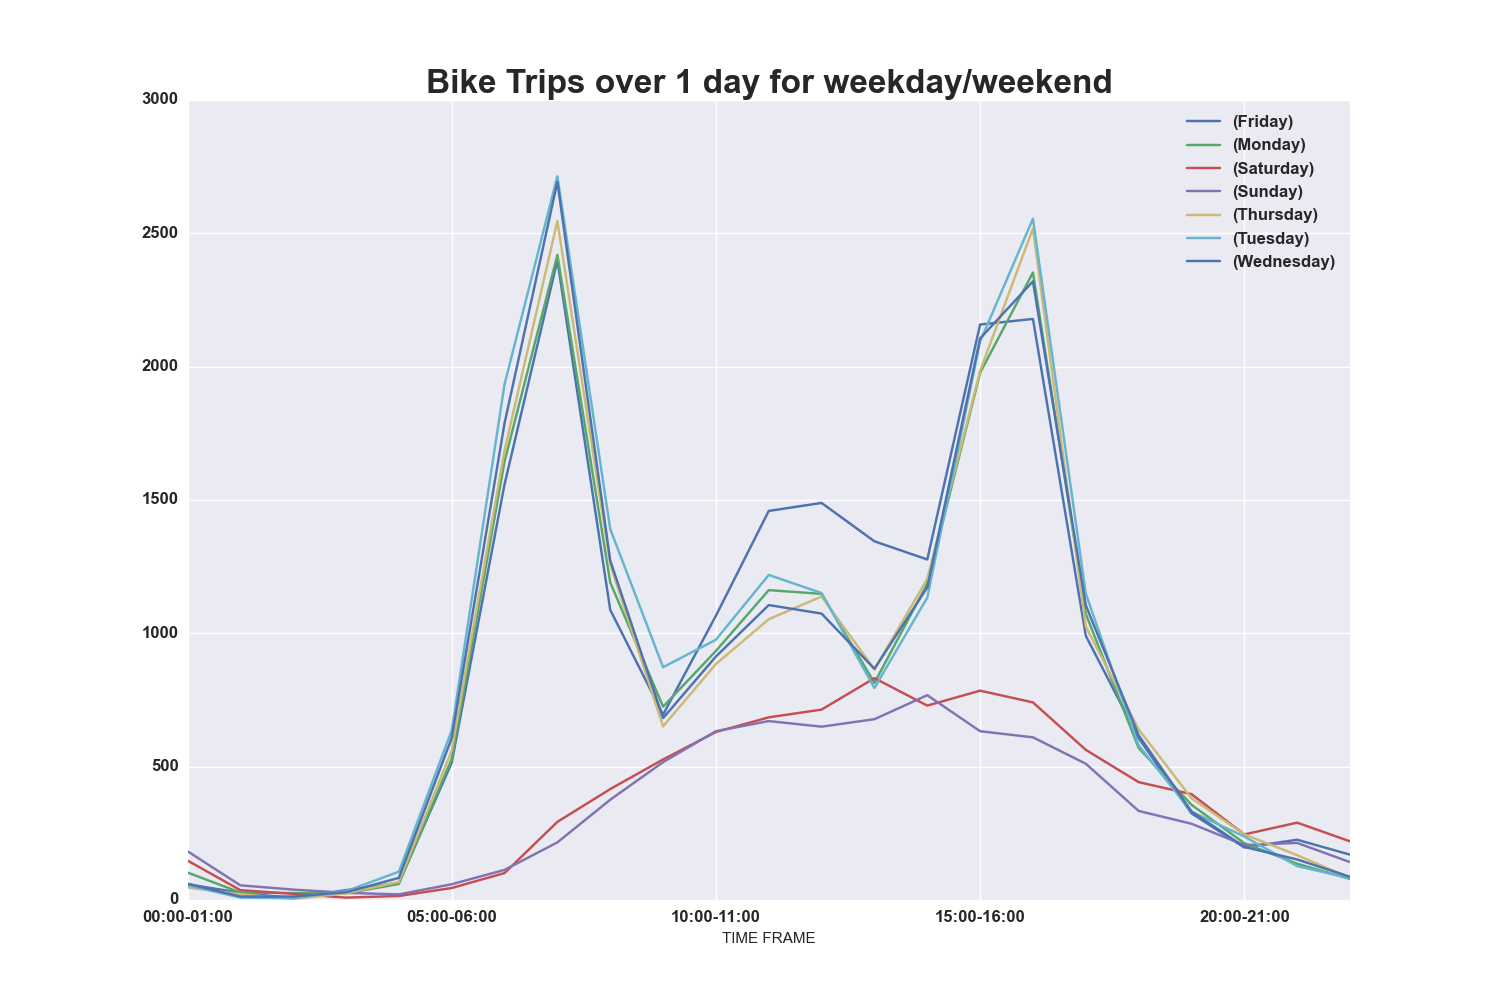 Bike Trips over 1 day for weekday/weekend
3000
2500
2000
1500
1000
500
0
(Friday)
(Monday)
(Saturday)
(Sunday)
(Thursday)
(Tuesday)
(Wednesday)
00:00-01:00 05:00-06:00 10:00-11:00 15:00-16:00 20:00-21:00
TIME FRAME